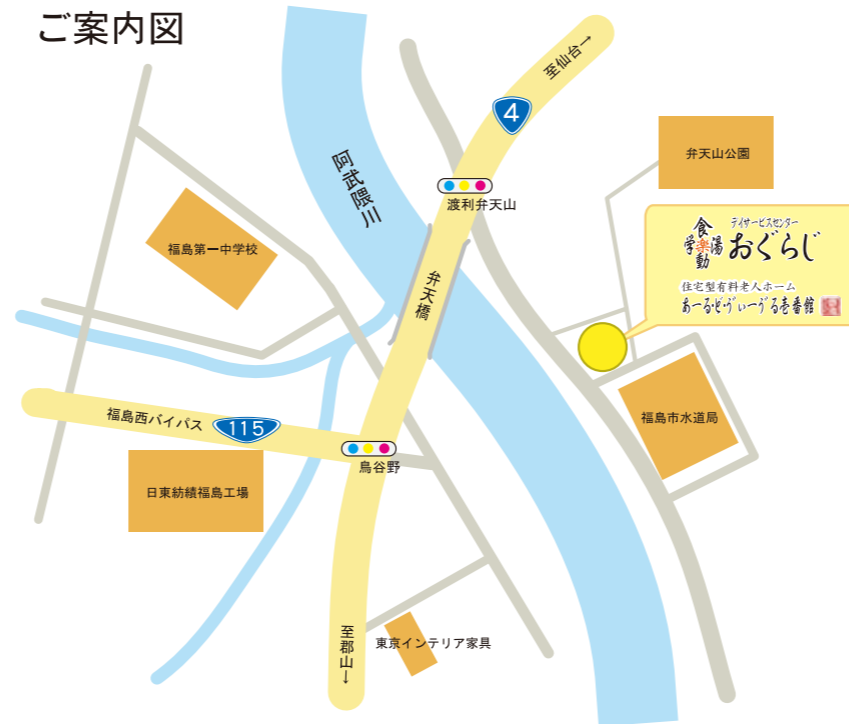 ご案内図
至仙台→
4
弁天山公園
阿武隈川
渡利弁天山
福島第一中学校
デイサービスセンター
食学楽湯動
おぐらじ
弁天橋
住宅型有料老人ホーム
あーるど・ゔぃーゔる壱番館
福島西バイパス
115
福島市水道局
鳥谷野
日東紡績福島工場
至郡山↓
東京インテリア家具